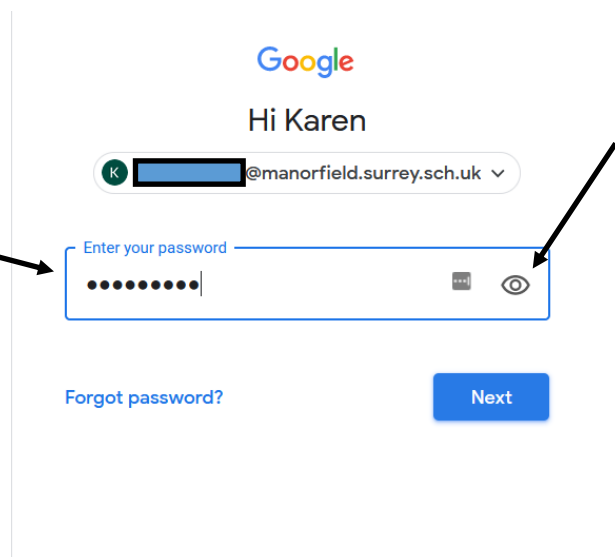 Google
Hi Karen
K @manorfield.surrey.sch.uk
Enter your password
•••••••••
Forgot password? Next